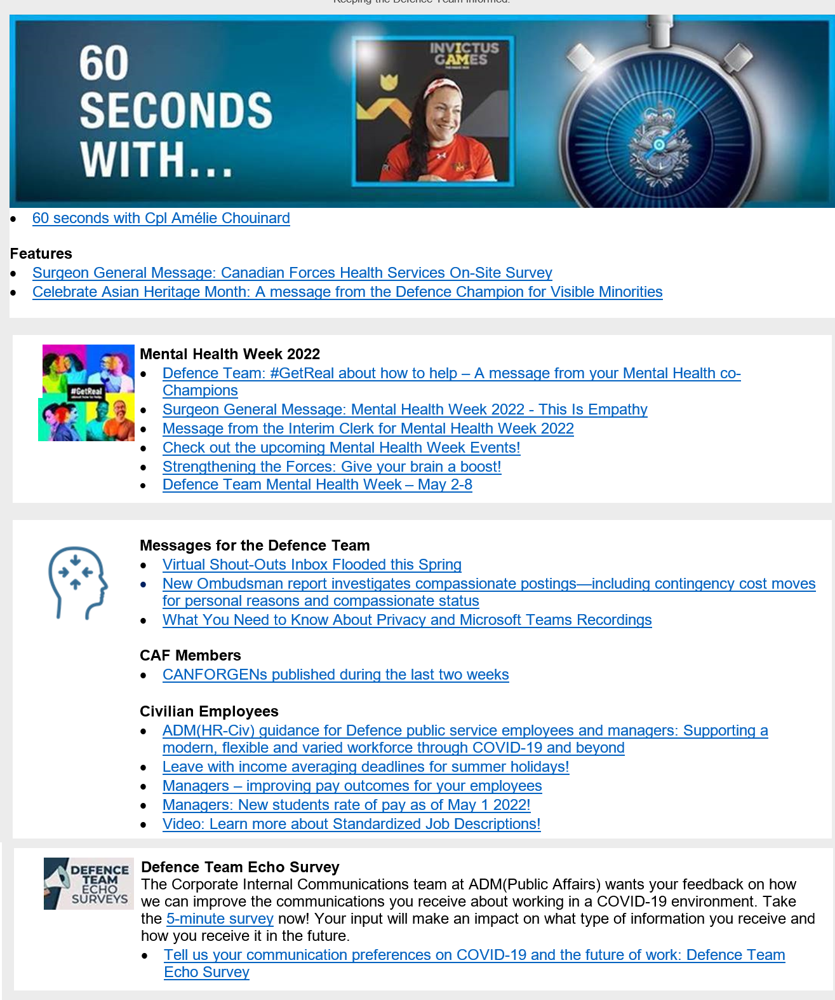 Keeping the Defence Team informed.
60
SECONDS
WITH...
INVICTUS
GAMES
• 60 seconds with Cpl Amélie Chouinard
Features
• Surgeon General Message: Canadian Forces Health Services On-Site Survey
• Celebrate Asian Heritage Month: A message from the Defence Champion for Visible Minorities
#GetReal
Mental Health Week 2022
• Defence Team: #GetReal about how to help – A message from your Mental Health co-
Champions
• Surgeon General Message: Mental Health Week 2022 - This Is Empathy
• Message from the Interim Clerk for Mental Health Week 2022
• Check out the upcoming Mental Health Week Events!
• Strengthening the Forces: Give your brain a boost!
• Defence Team Mental Health Week – May 2-8
Messages for the Defence Team
• Virtual Shout-Outs Inbox Flooded this Spring
• New Ombudsman report investigates compassionate postings—including contingency cost moves
for personal reasons and compassionate status
• What You Need to Know About Privacy and Microsoft Teams Recordings
CAF Members
• CANFORGENs published during the last two weeks
Civilian Employees
• ADM(HR-Civ) guidance for Defence public service employees and managers: Supporting a
modern, flexible and varied workforce through COVID-19 and beyond
• Leave with income averaging deadlines for summer holidays!
• Managers – improving pay outcomes for your employees
• Managers: New students rate of pay as of May 1 2022!
• Video: Learn more about Standardized Job Descriptions!
DEFENCE
TEAM
ECHO
SURVEYS
Defence Team Echo Survey
The Corporate Internal Communications team at ADM(Public Affairs) wants your feedback on how
we can improve the communications you receive about working in a COVID-19 environment. Take
the 5-minute survey now! Your input will make an impact on what type of information you receive and
how you receive it in the future.
• Tell us your communication preferences on COVID-19 and the future of work: Defence Team
Echo Survey